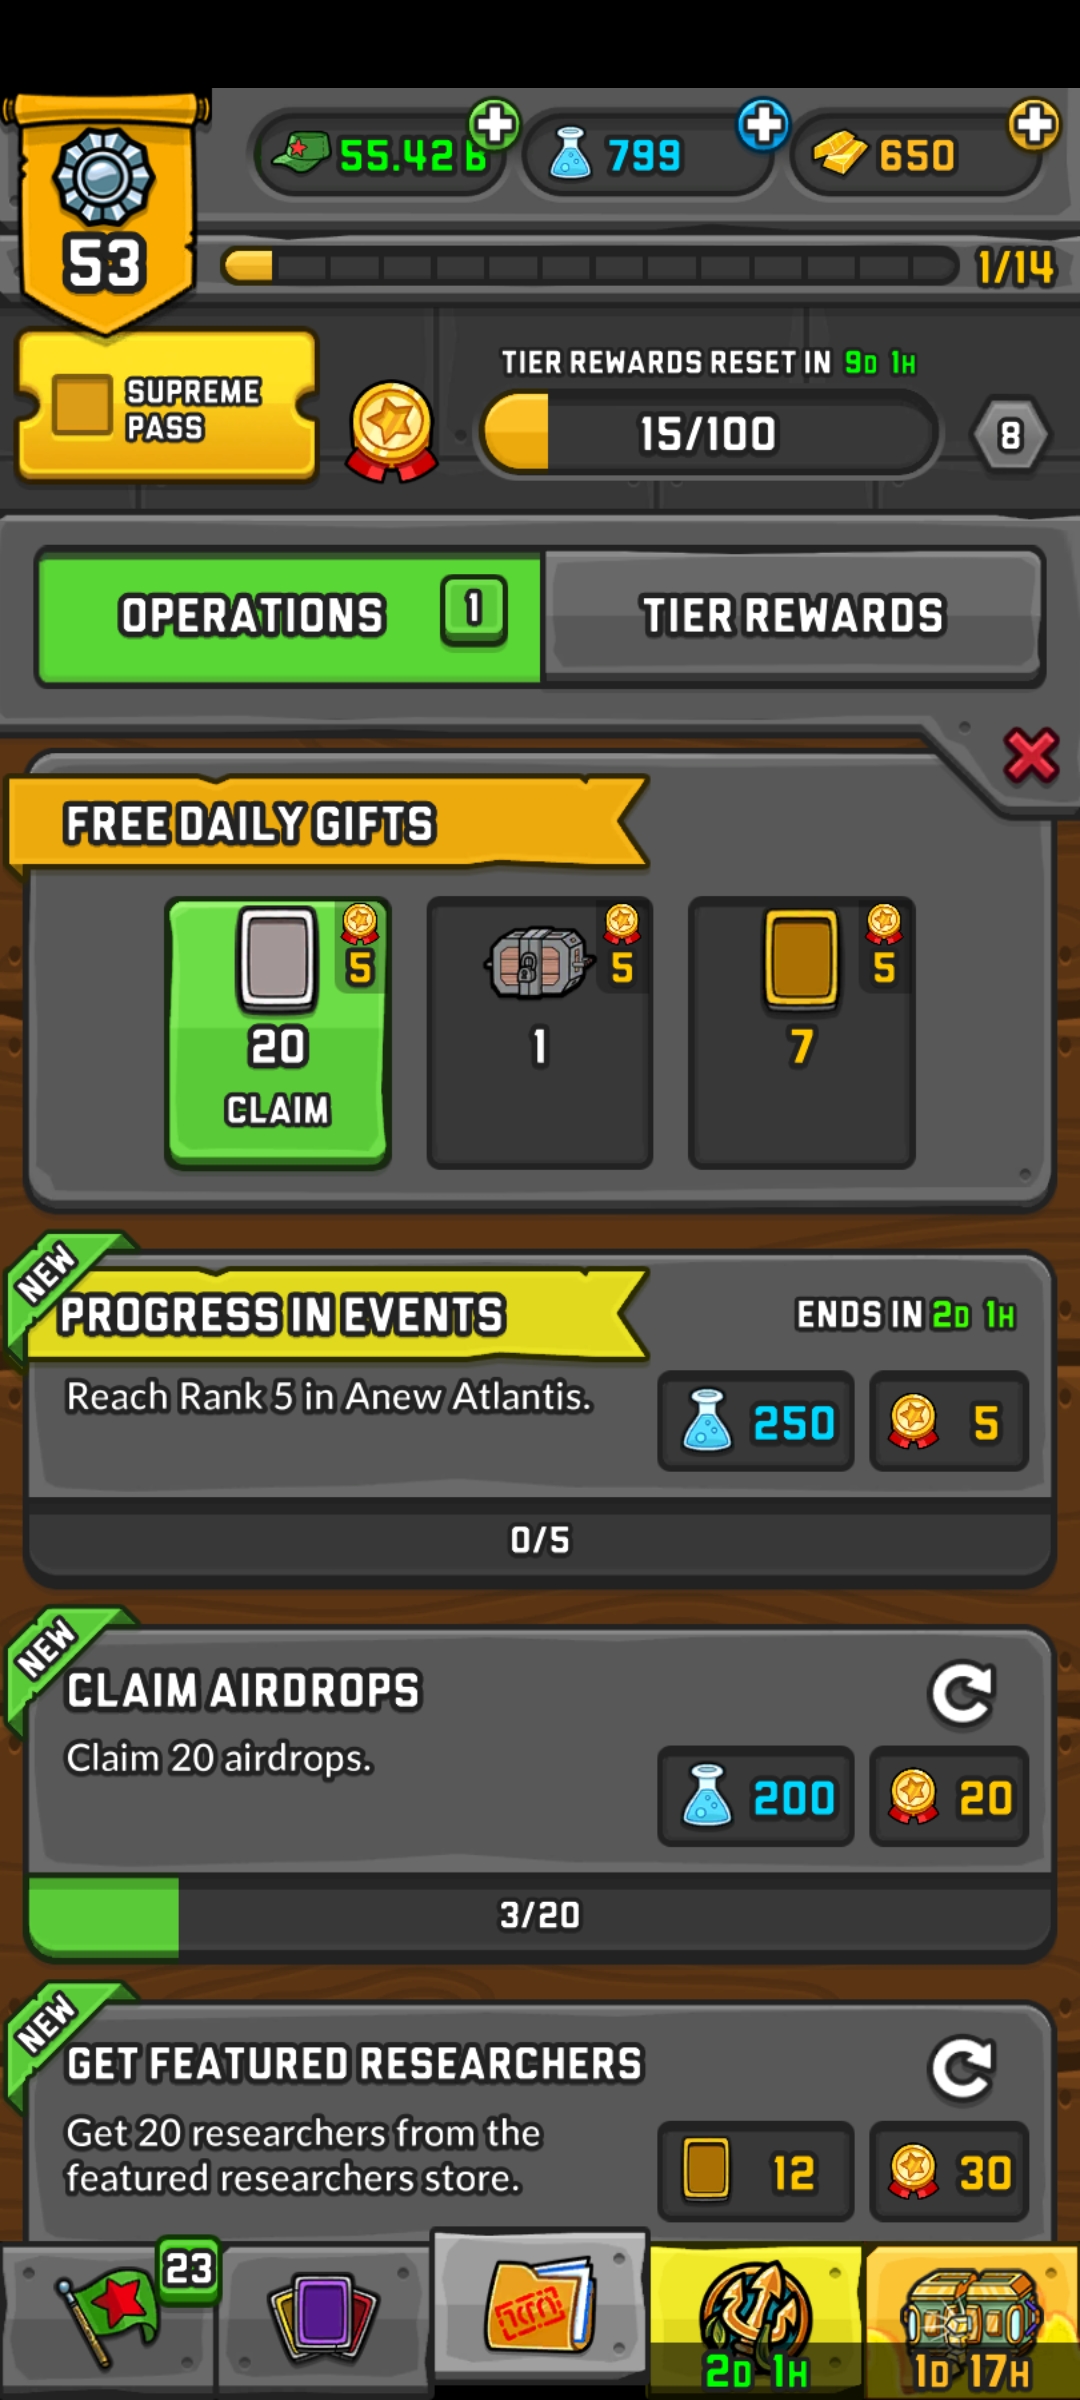 55.42 B
799
650
53
1/14
SUPREME
PASS
TIER REWARDS RESET IN 9D 1H
15/100
8
OPERATIONS 1
TIER REWARDS
FREE DAILY GIFTS
5
5
5
20
1
7
CLAIM
NEW
PROGRESS IN EVENTS
ENDS IN 2D 1H
Reach Rank 5 in Anew Atlantis.
250
5
0/5
NEW
CLAIM AIRDROPS
Claim 20 airdrops.
200
20
3/20
NEW
GET FEATURED RESEARCHERS
Get 20 researchers from the
featured researchers store.
12
30
23
2D 1H
1D 17H